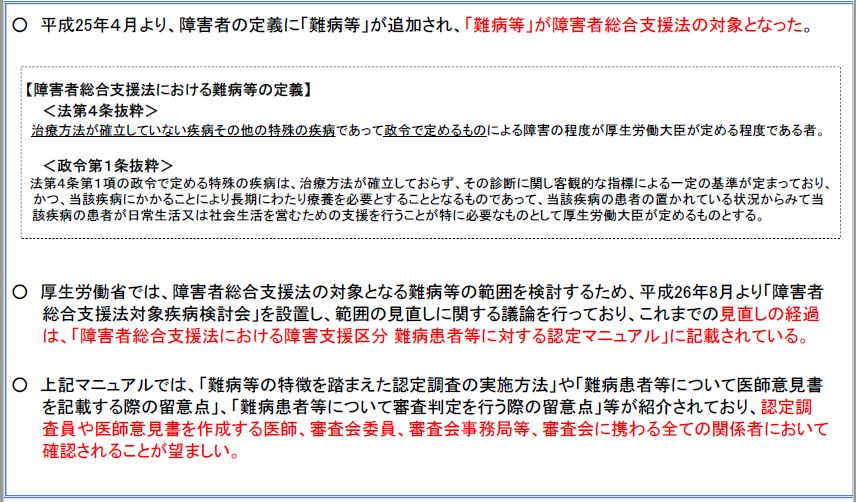 ○ 平成25年4月より、障害者の定義に「難病等」が追加され、「難病等」が障害者総合支援法の対象となった。
【障害者総合支援法における難病等の定義】
＜法第4条抜粋＞
治療方法が確立していない疾病その他の特殊の疾病であって政令で定めるものによる障害の程度が厚生労働大臣が定める程度である者。
＜政令第1条抜粋＞
法第4条第1項の政令で定める特殊の疾病は、治療方法が確立しておらず、その診断に関し客観的な指標による一定の基準が定まっており、
かつ、当該疾病にかかることにより長期にわたり療養を必要とすることとなるものであって、当該疾病の患者の置かれている状況からみて当
該疾病の患者が日常生活又は社会生活を営むための支援を行うことが特に必要なものとして厚生労働大臣が定めるものとする。
○ 厚生労働省では、障害者総合支援法の対象となる難病等の範囲を検討するため、平成26年8月より「障害者
総合支援法対象疾病検討会」を設置し、範囲の見直しに関する議論を行っており、これまでの見直しの経過
は、「障害者総合支援法における障害支援区分 難病患者等に対する認定マニュアル」に記載されている。
○ 上記マニュアルでは、「難病等の特徴を踏まえた認定調査の実施方法」や「難病患者等について医師意見書
を記載する際の留意点」、「難病患者等について審査判定を行う際の留意点」等が紹介されており、認定調
査員や医師意見書を作成する医師、審査会委員、審査会事務局等、審査会に携わる全ての関係者において
確認されることが望ましい。